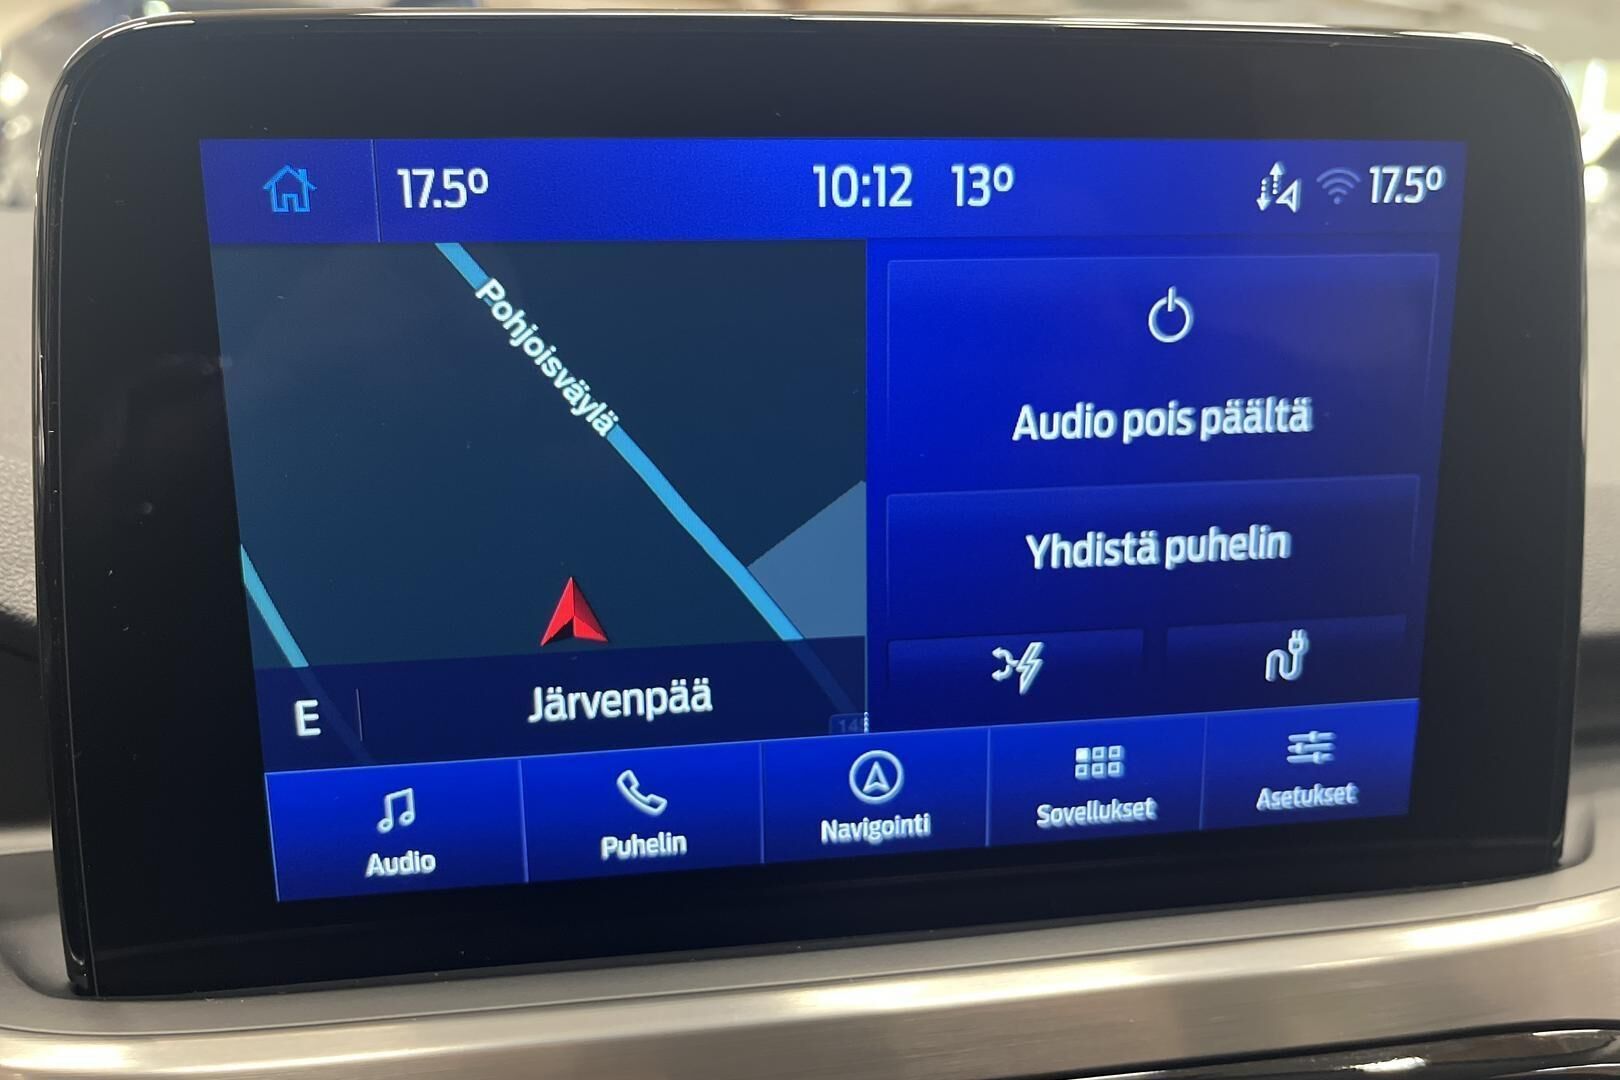 17.5° 10:12 13° 17.5°
Pohjoisväylä
Audio pois päältä
Yhdistä puhelin
E Järvenpää
Audio Puhelin Navigointi Sovellukset Asetukset